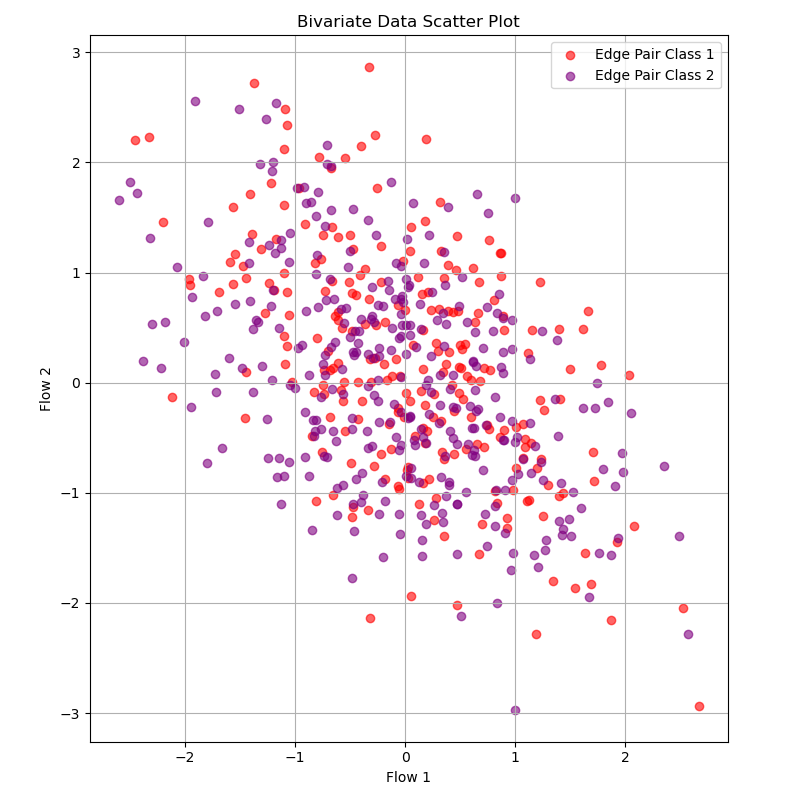 Bivariate Data Scatter Plot
Edge Pair Class 1
Edge Pair Class 2
3
2
1
0
−1
−2
−3
Flow 2
−2
−1
0
1
2
Flow 1